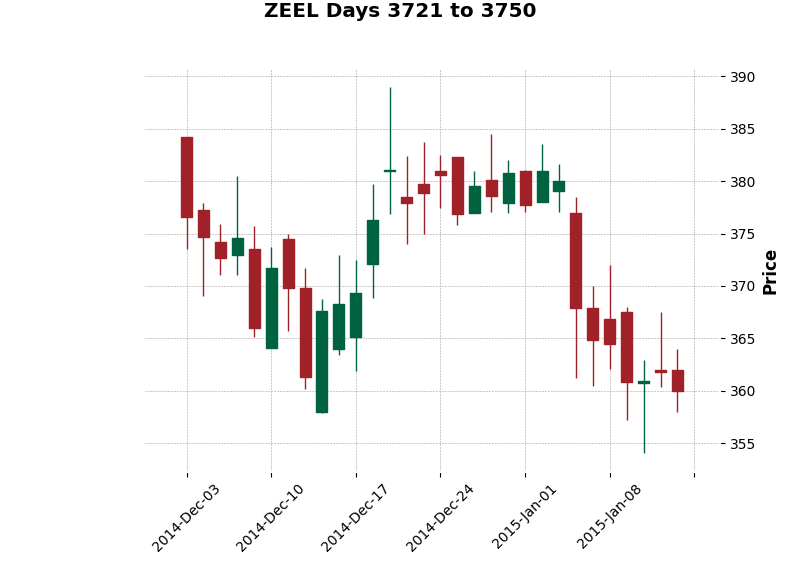 ZEEL Days 3721 to 3750
390
385
380
375
370
365
360
355
Price
2014-Dec-03
2014-Dec-10
2014-Dec-17
2014-Dec-24
2015-Jan-01
2015-Jan-08